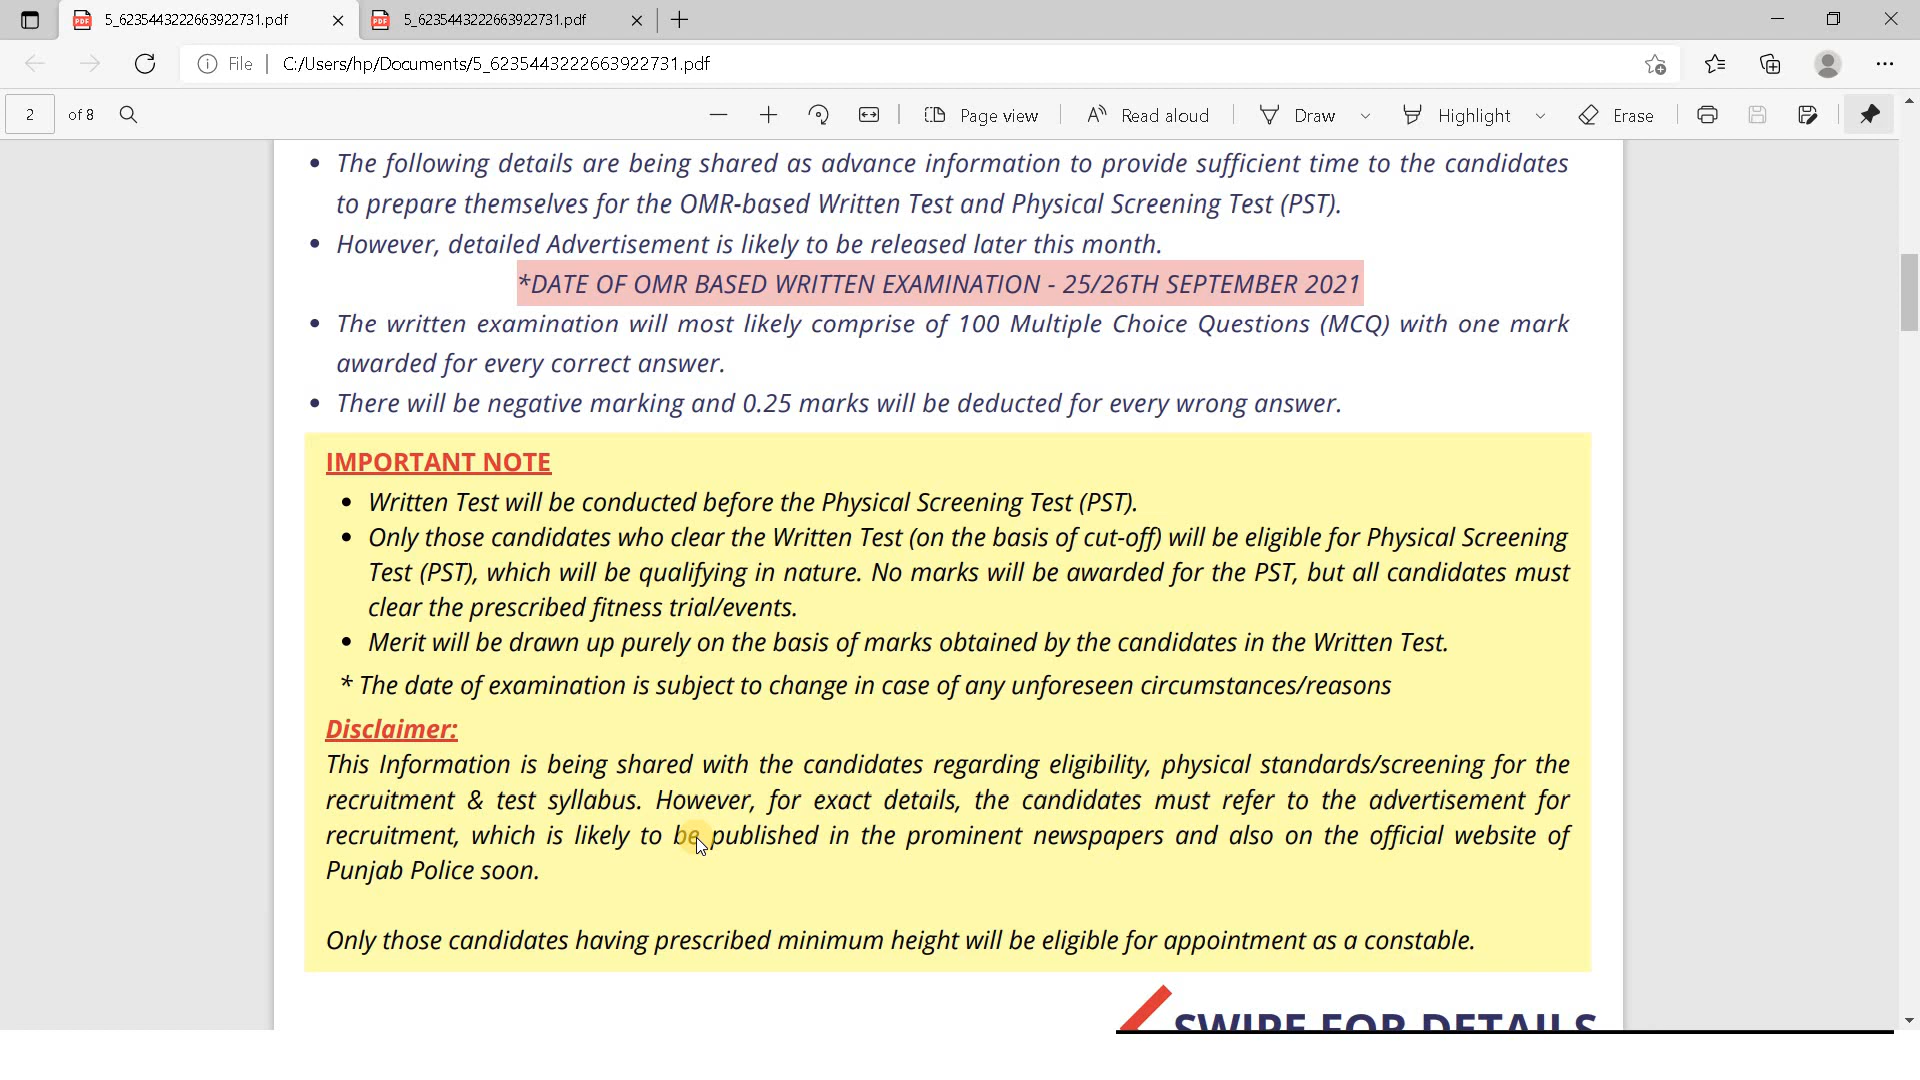 5_6235443222663922731.pdf
5_6235443222663922731.pdf
File
C:/Users/hp/Documents/5_6235443222663922731.pdf
2 of 8
Page view
Read aloud
Draw
Highlight
Erase
• The following details are being shared as advance information to provide sufficient time to the candidates
to prepare themselves for the OMR-based Written Test and Physical Screening Test (PST).
• However, detailed Advertisement is likely to be released later this month.
*DATE OF OMR BASED WRITTEN EXAMINATION - 25/26TH SEPTEMBER 2021
• The written examination will most likely comprise of 100 Multiple Choice Questions (MCQ) with one mark
awarded for every correct answer.
• There will be negative marking and 0.25 marks will be deducted for every wrong answer.
IMPORTANT NOTE
• Written Test will be conducted before the Physical Screening Test (PST).
• Only those candidates who clear the Written Test (on the basis of cut-off) will be eligible for Physical Screening
Test (PST), which will be qualifying in nature. No marks will be awarded for the PST, but all candidates must
clear the prescribed fitness trial/events.
• Merit will be drawn up purely on the basis of marks obtained by the candidates in the Written Test.
* The date of examination is subject to change in case of any unforeseen circumstances/reasons
Disclaimer:
This Information is being shared with the candidates regarding eligibility, physical standards/screening for the
recruitment & test syllabus. However, for exact details, the candidates must refer to the advertisement for
recruitment, which is likely to be published in the prominent newspapers and also on the official website of
Punjab Police soon.
Only those candidates having prescribed minimum height will be eligible for appointment as a constable.
SWIPE FOR DETAILS